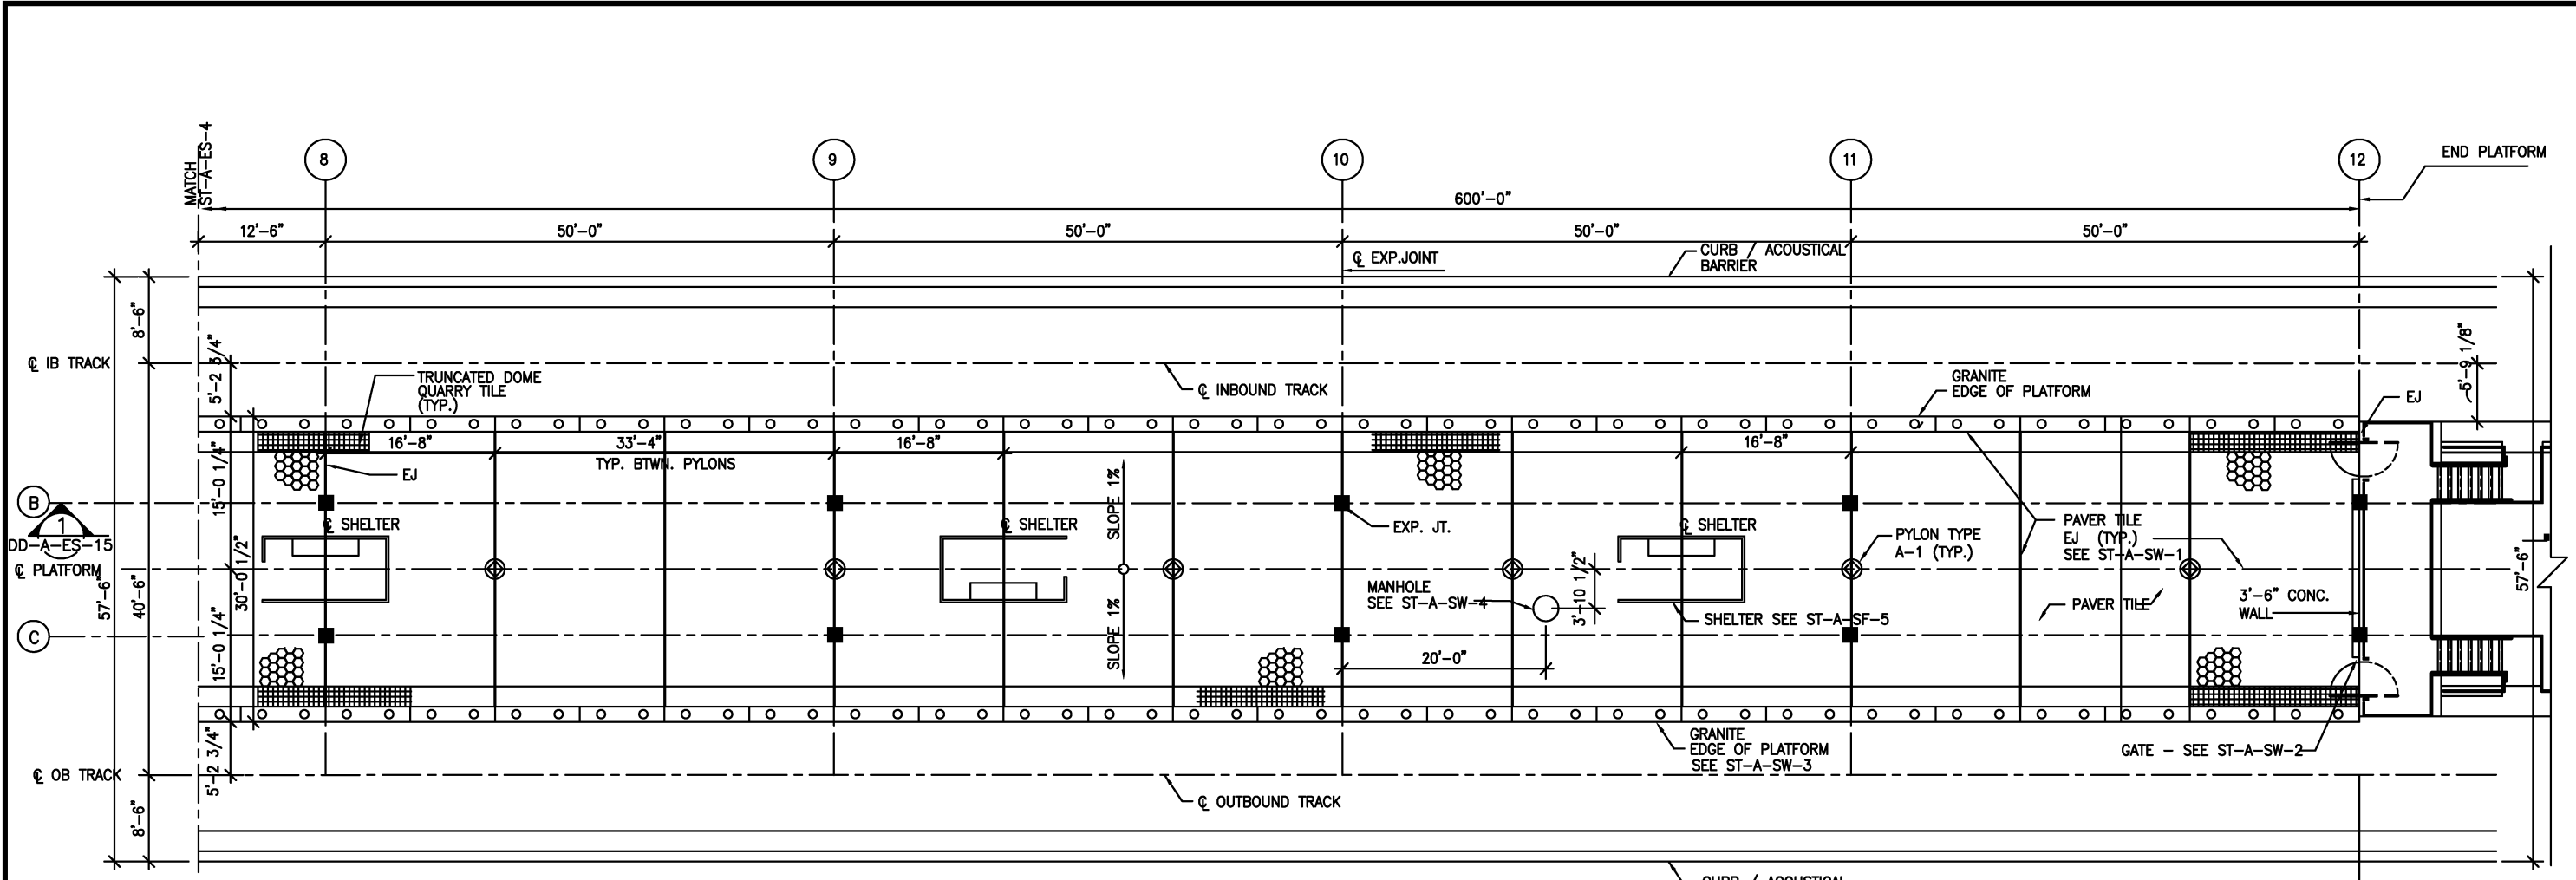 MATCH
ST-A-ES-4
8
9
10
11
12
END PLATFORM
600'-0"
12'-6"
50'-0"
50'-0"
50'-0"
50'-0"
℄ EXP.JOINT
CURB / ACOUSTICAL
BARRIER
8'-6"
℄ IB TRACK
5'-2 3/4"
5'-9 1/8"
TRUNCATED DOME
QUARRY TILE
(TYP.)
℄ INBOUND TRACK
GRANITE
EDGE OF PLATFORM
EJ
16'-8"
33'-4"
16'-8"
16'-8"
TYP. BTWN. PYLONS
EJ
15'-0 1/4"
SLOPE 1%
B
1
DD-A-ES-15
℄ SHELTER
℄ SHELTER
℄ SHELTER
EXP. JT.
PYLON TYPE
A-1 (TYP.)
PAVER TILE
EJ (TYP.)
SEE ST-A-SW-1
℄ PLATFORM
57'-6"
40'-6"
30'-0 1/2"
57'-6"
MANHOLE
SEE ST-A-SW-4
3'-10 1/2"
SHELTER SEE ST-A-SF-5
PAVER TILE
3'-6" CONC.
WALL
C
15'-0 1/4"
SLOPE 1%
20'-0"
GRANITE
EDGE OF PLATFORM
SEE ST-A-SW-3
GATE - SEE ST-A-SW-2
℄ OB TRACK
5'-2 3/4"
℄ OUTBOUND TRACK
8'-6"
CURB / ACOUSTICAL